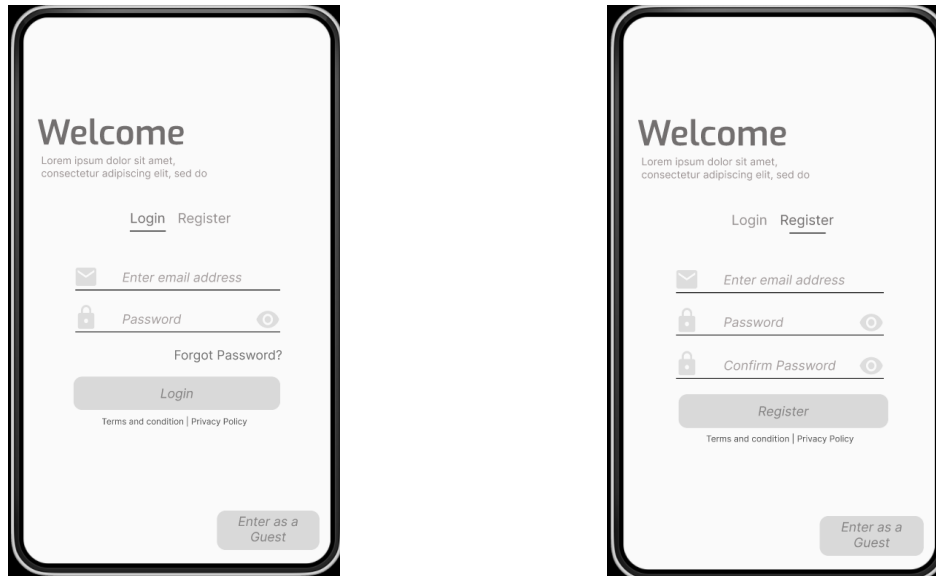 Welcome
Lorem ipsum dolor sit amet,
consectetur adipiscing elit, sed do
Login Register
Enter email address
Password
Forgot Password?
Login
Terms and condition | Privacy Policy
Enter as a
Guest
Welcome
Lorem ipsum dolor sit amet,
consectetur adipiscing elit, sed do
Login Register
Enter email address
Password
Confirm Password
Register
Terms and condition | Privacy Policy
Enter as a
Guest